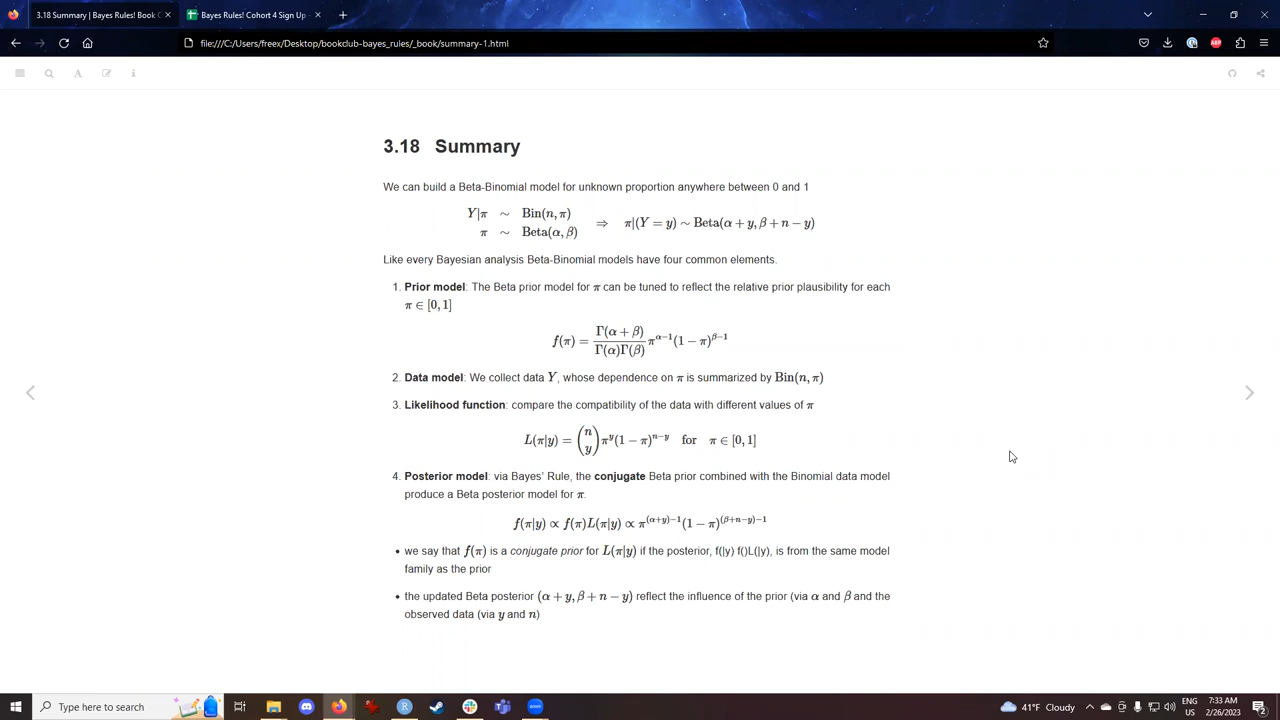 3.18 Summary | Bayes Rules! Book C
Bayes Rules! Cohort 4 Sign Up -
file:///C:/Users/freex/Desktop/bookclub-bayes_rules/_book/summary-1.html
3.18 Summary
We can build a Beta-Binomial model for unknown proportion anywhere between 0 and 1
Y|π ∼ Bin(n, π)
π ∼ Beta(α, β)
⇒ π|(Y = y) ∼ Beta(α + y, β + n − y)
Like every Bayesian analysis Beta-Binomial models have four common elements.
1. Prior model: The Beta prior model for π can be tuned to reflect the relative prior plausibility for each
π ∈ [0, 1]
f(π) = Γ(α + β) / Γ(α)Γ(β) π^{α−1}(1 − π)^{β−1}
2. Data model: We collect data Y, whose dependence on π is summarized by Bin(n, π)
3. Likelihood function: compare the compatibility of the data with different values of π
L(π|y) = (n y) π^y(1 − π)^{n−y} for π ∈ [0, 1]
4. Posterior model: via Bayes' Rule, the conjugate Beta prior combined with the Binomial data model
produce a Beta posterior model for π.
f(π|y) ∝ f(π)L(π|y) ∝ π^{(α+y)−1}(1 − π)^{(β+n−y)−1}
• we say that f(π) is a conjugate prior for L(π|y) if the posterior, f(|y) f()L(|y), is from the same model
family as the prior
• the updated Beta posterior (α + y, β + n − y) reflect the influence of the prior (via α and β and the
observed data (via y and n)
Type here to search
41°F Cloudy
ENG
US
7:33 AM
2/26/2023